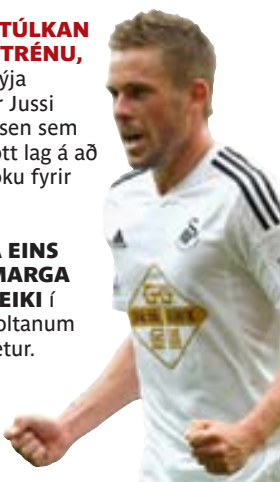 TÚLKAN
TRÉNU,
ýja
r Jussi
sen sem
ott lag á að
oku fyrir
A EINS
MARGA
EIKI í
oltanum
etur.